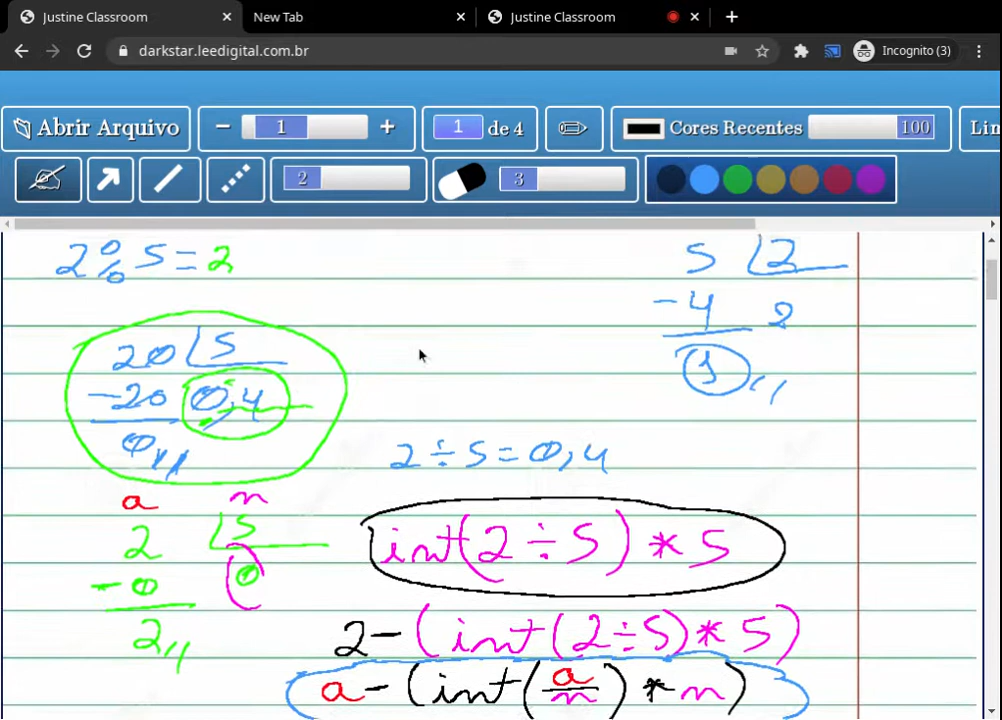 Justine Classroom New Tab Justine Classroom
darkstar.leedigital.com.br Incognito (3)
Abrir Arquivo − 1 + 1 de 4 Cores Recentes 100 Lin
2 3
2 % 5 = 2
5 2
-4 2
1,,
20 5
-20 0,4
0,,
2 ÷ 5 = 0,4
a n
2 5
-0 0
2,,
int(2 ÷ 5) * 5
2 - (int(2 ÷ 5) * 5)
a - (int(a/n) * n)